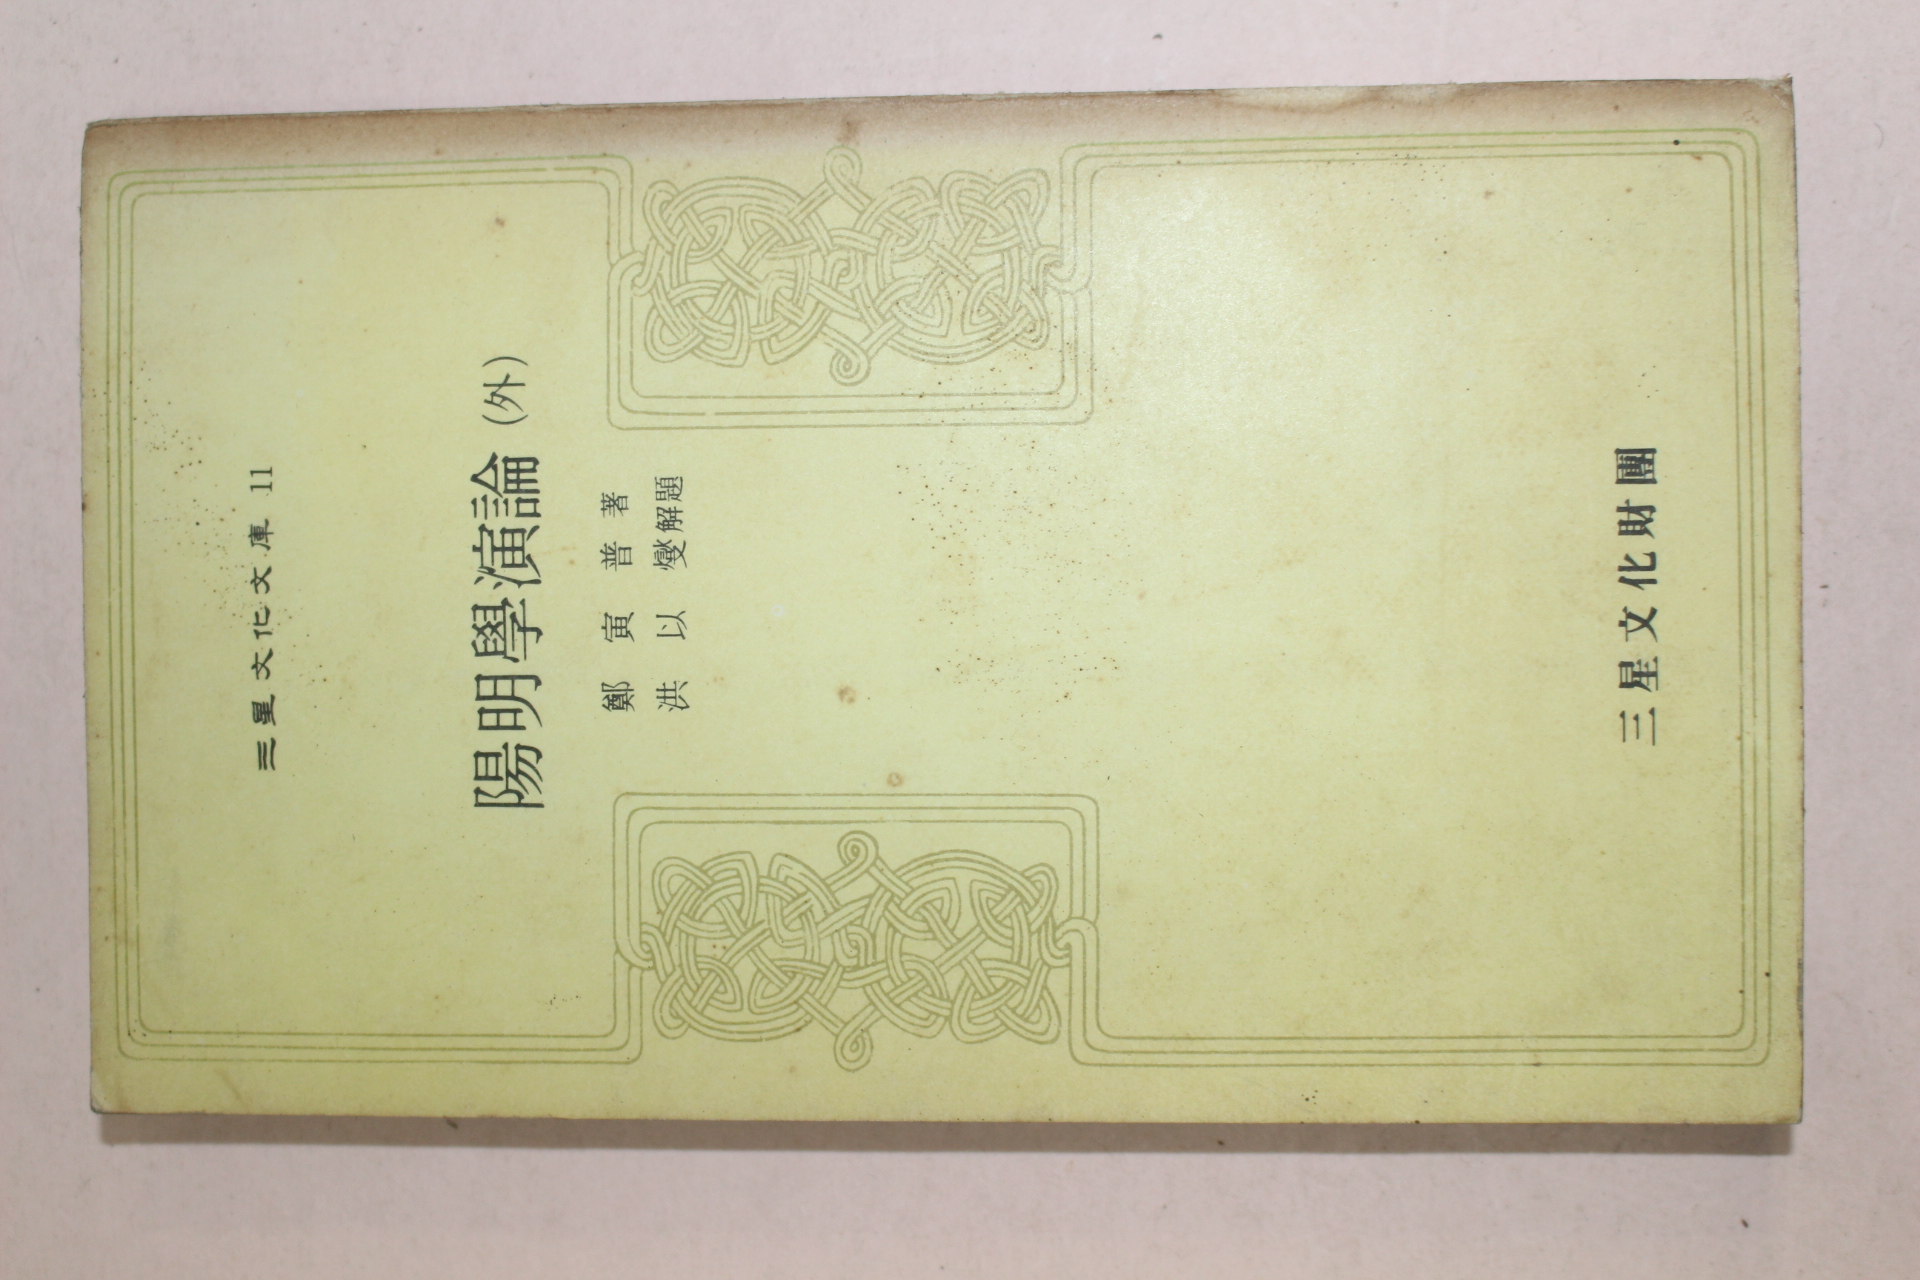 三星文化文庫 11
陽明學演論 (外)
鄭寅普 著
洪以燮 解題
三星文化財團